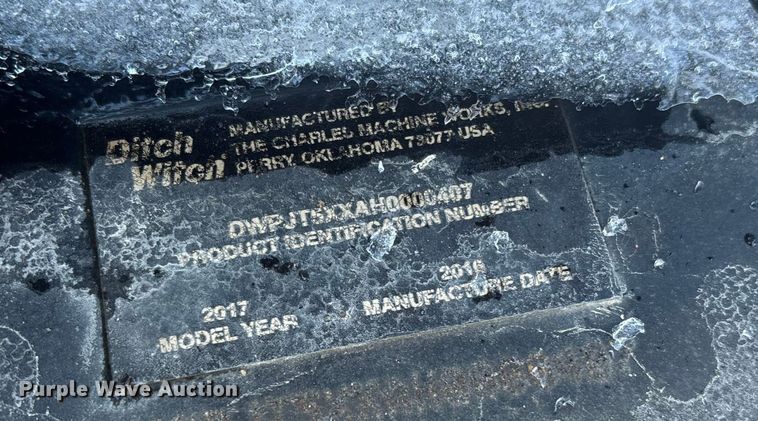 Ditch Witch
MANUFACTURED BY
THE CHARLES MACHINE WORKS, INC.
PERRY, OKLAHOMA 73077 USA
PRODUCT IDENTIFICATION NUMBER
2017
MODEL YEAR
2016
MANUFACTURE DATE
Purple Wave Auction